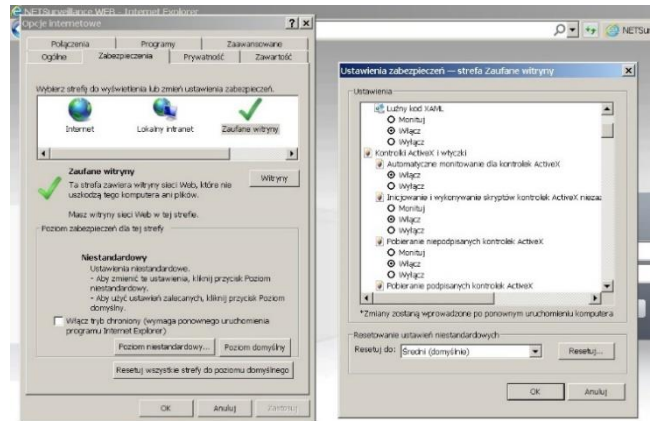 NETSurveillance WEB - Internet Explorer
Opcje internetowe
Połączenia Programy Zaawansowane
Ogólne Zabezpieczenia Prywatność Zawartość
Wybierz strefę do wyświetlenia lub zmień ustawienia zabezpieczeń.
Internet Lokalny intranet Zaufane witryny
Zaufane witryny
Ta strefa zawiera witryny sieci Web, które nie
uszkodzą tego komputera ani plików.
Witryny
Masz witryny sieci Web w tej strefie.
Poziom zabezpieczeń dla tej strefy
Niestandardowy
Ustawienia niestandardowe.
- Aby zmienić te ustawienia, kliknij przycisk Poziom
niestandardowy.
- Aby użyć ustawień zalecanych, kliknij przycisk Poziom
domyślny.
Włącz tryb chroniony (wymaga ponownego uruchomienia
programu Internet Explorer)
Poziom niestandardowy... Poziom domyślny
Resetuj wszystkie strefy do poziomu domyślnego
OK Anuluj Zastosuj
NETSu
Ustawienia zabezpieczeń — strefa Zaufane witryny
Ustawienia
Luźny kod XAML
Monituj
Włącz
Wyłącz
Kontrolki ActiveX i wtyczki
Automatyczne monitowanie dla kontrolek ActiveX
Włącz
Wyłącz
Inicjowanie i wykonywanie skryptów kontrolek ActiveX niezaz
Monituj
Włącz
Wyłącz
Pobieranie niepodpisanych kontrolek ActiveX
Monituj
Włącz
Wyłącz
Pobieranie podpisanych kontrolek ActiveX
*Zmiany zostaną wprowadzone po ponownym uruchomieniu komputera
Resetowanie ustawień niestandardowych
Resetuj do: Średni (domyślnie) Resetuj...
OK Anuluj